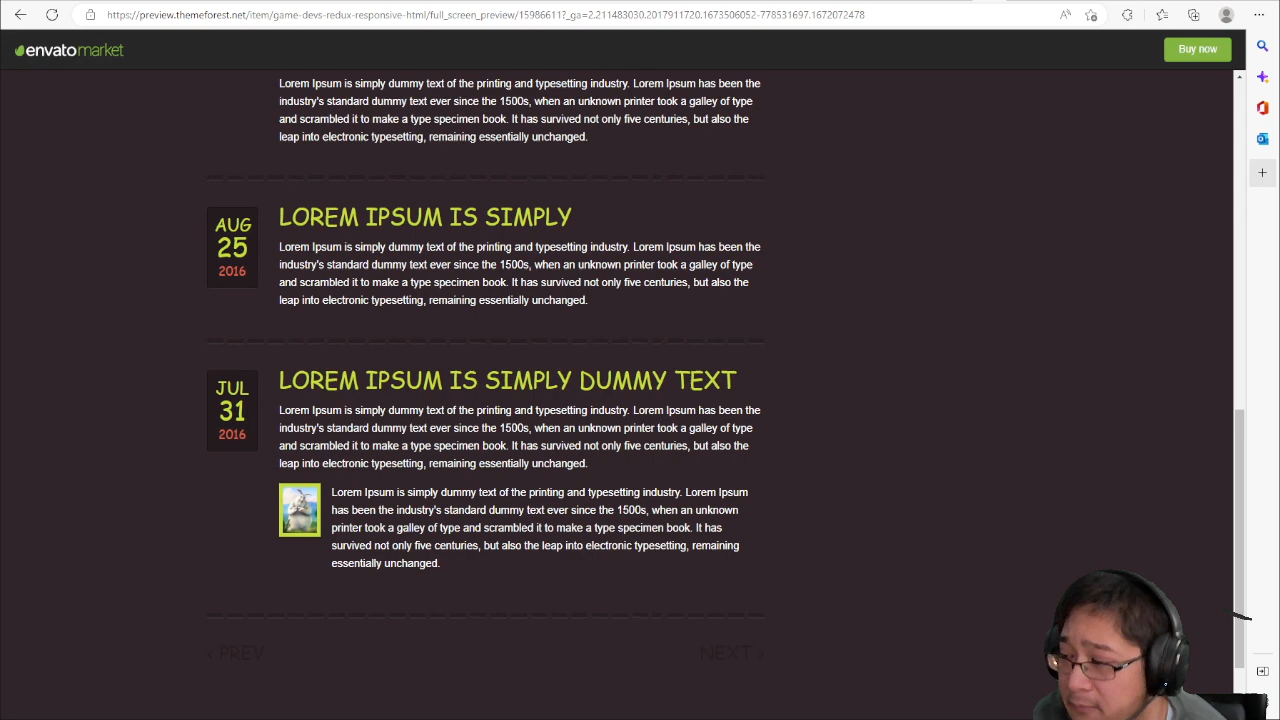 https://preview.themeforest.net/item/game-devs-redux-responsive-html/full_screen_preview/15986611?_ga=2.211483030.2017911720.1673506052-778531497.1672072478
envatomarket
Buy now
Lorem Ipsum is simply dummy text of the printing and typesetting industry. Lorem Ipsum has been the
industry's standard dummy text ever since the 1500s, when an unknown printer took a galley of type
and scrambled it to make a type specimen book. It has survived not only five centuries, but also the
leap into electronic typesetting, remaining essentially unchanged.
AUG
25
2016
LOREM IPSUM IS SIMPLY
Lorem Ipsum is simply dummy text of the printing and typesetting industry. Lorem Ipsum has been the
industry's standard dummy text ever since the 1500s, when an unknown printer took a galley of type
and scrambled it to make a type specimen book. It has survived not only five centuries, but also the
leap into electronic typesetting, remaining essentially unchanged.
JUL
31
2016
LOREM IPSUM IS SIMPLY DUMMY TEXT
Lorem Ipsum is simply dummy text of the printing and typesetting industry. Lorem Ipsum has been the
industry's standard dummy text ever since the 1500s, when an unknown printer took a galley of type
and scrambled it to make a type specimen book. It has survived not only five centuries, but also the
leap into electronic typesetting, remaining essentially unchanged.
Lorem Ipsum is simply dummy text of the printing and typesetting industry. Lorem Ipsum
has been the industry's standard dummy text ever since the 1500s, when an unknown
printer took a galley of type and scrambled it to make a type specimen book. It has
survived not only five centuries, but also the leap into electronic typesetting, remaining
essentially unchanged.
‹ PREV
NEXT ›